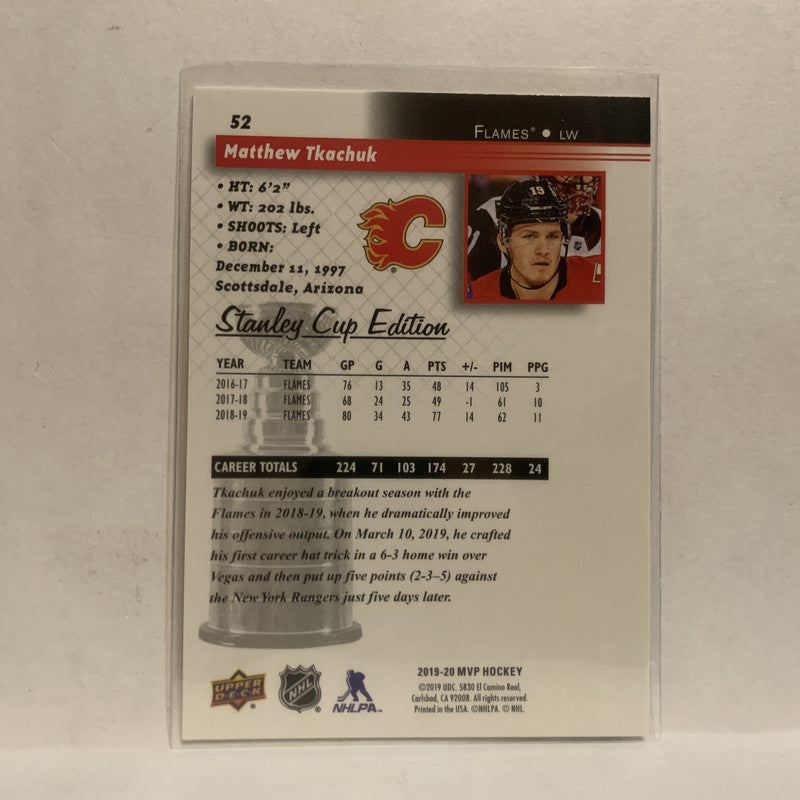 52
FLAMES® • LW
Matthew Tkachuk
• HT: 6'2"
• WT: 202 lbs.
• SHOOTS: Left
• BORN:
December 11, 1997
Scottsdale, Arizona
19
Stanley Cup Edition
YEAR TEAM GP G A PTS +/- PIM PPG
2016-17 FLAMES 76 13 35 48 14 105 3
2017-18 FLAMES 68 24 25 49 -1 61 10
2018-19 FLAMES 80 34 43 77 14 62 11
CAREER TOTALS 224 71 103 174 27 228 24
Tkachuk enjoyed a breakout season with the
Flames in 2018-19, when he dramatically improved
his offensive output. On March 10, 2019, he crafted
his first career hat trick in a 6-3 home win over
Vegas and then put up five points (2-3–5) against
the New York Rangers just five days later.
UPPER DECK
NHL
NHLPA
2019-20 MVP HOCKEY
©2019 UDC. 5830 El Camino Real,
Carlsbad, CA 92008. All rights reserved.
Printed in the USA. ©NHLPA. © NHL.